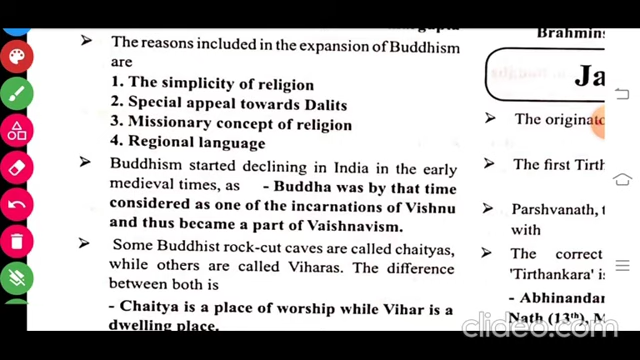 The reasons included in the expansion of Buddhism
are
1. The simplicity of religion
2. Special appeal towards Dalits
3. Missionary concept of religion
4. Regional language
Buddhism started declining in India in the early
medieval times, as - Buddha was by that time
considered as one of the incarnations of Vishnu
and thus became a part of Vaishnavism.
Some Buddhist rock-cut caves are called chaityas,
while others are called Viharas. The difference
between both is
- Chaitya is a place of worship while Vihar is a
dwelling place.
Brahmins
Ja
The originato
The first Tirth
Parshvanath, t
with
The correct
'Tirthankara' is
- Abhinandan
Nath (13th), M
clideo.com